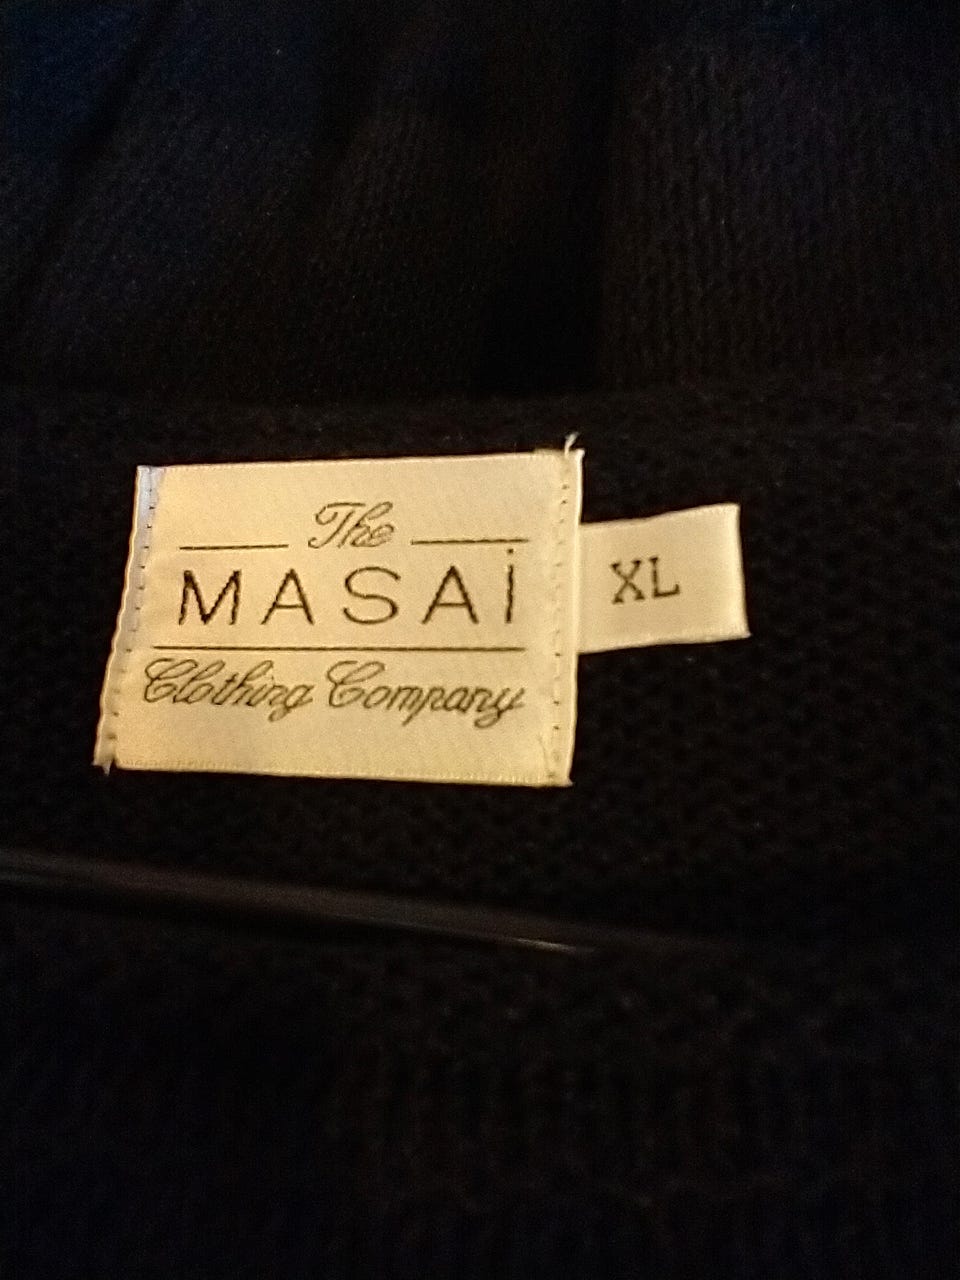 The
MASAi
Clothing Company
XL